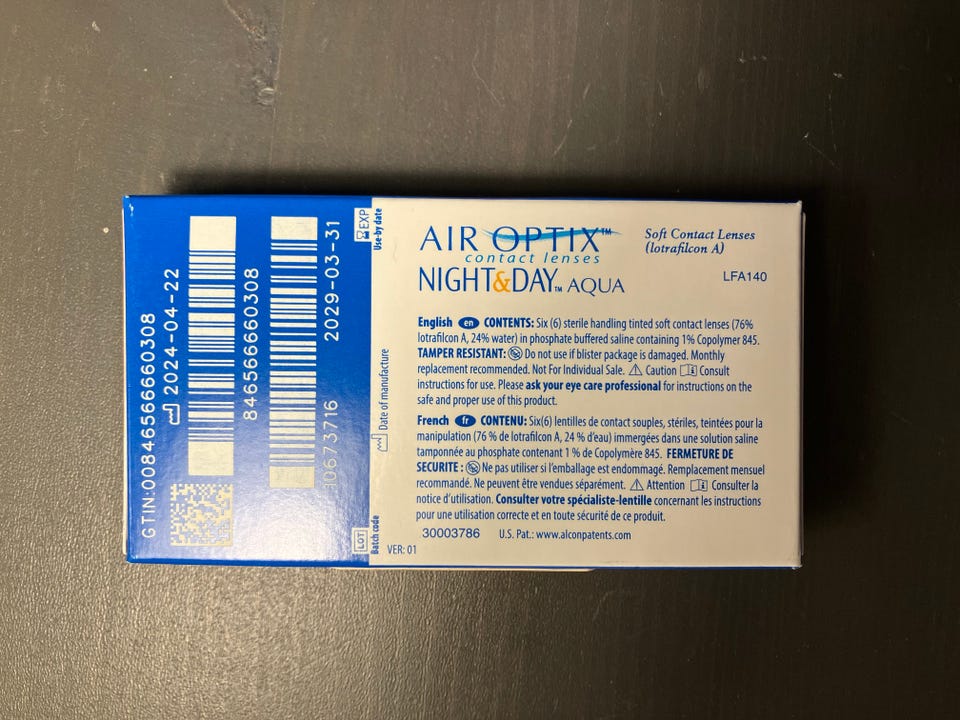 AIR OPTIX™
contact lenses
NIGHT&DAY™ AQUA
Soft Contact Lenses
(lotrafilcon A)
LFA140
English en CONTENTS: Six (6) sterile handling tinted soft contact lenses (76%
lotrafilcon A, 24% water) in phosphate buffered saline containing 1% Copolymer 845.
TAMPER RESISTANT: Do not use if blister package is damaged. Monthly
replacement recommended. Not For Individual Sale. Caution Consult
instructions for use. Please ask your eye care professional for instructions on the
safe and proper use of this product.
French fr CONTENU: Six(6) lentilles de contact souples, stériles, teintées pour la
manipulation (76 % de lotrafilcon A, 24 % d'eau) immergées dans une solution saline
tamponnée au phosphate contenant 1 % de Copolymère 845. FERMETURE DE
SECURITE : Ne pas utiliser si l'emballage est endommagé. Remplacement mensuel
recommandé. Ne peuvent être vendues séparément. Attention Consulter la
notice d'utilisation. Consulter votre spécialiste-lentille concernant les instructions
pour une utilisation correcte et en toute sécurité de ce produit.
30003786 U.S. Pat.: www.alconpatents.com
VER: 01
GTIN:00846566660308
2024-04-22
846566660308
10673716 2029-03-31
LOT
Batch code
Date of manufacture
EXP
Use-by date